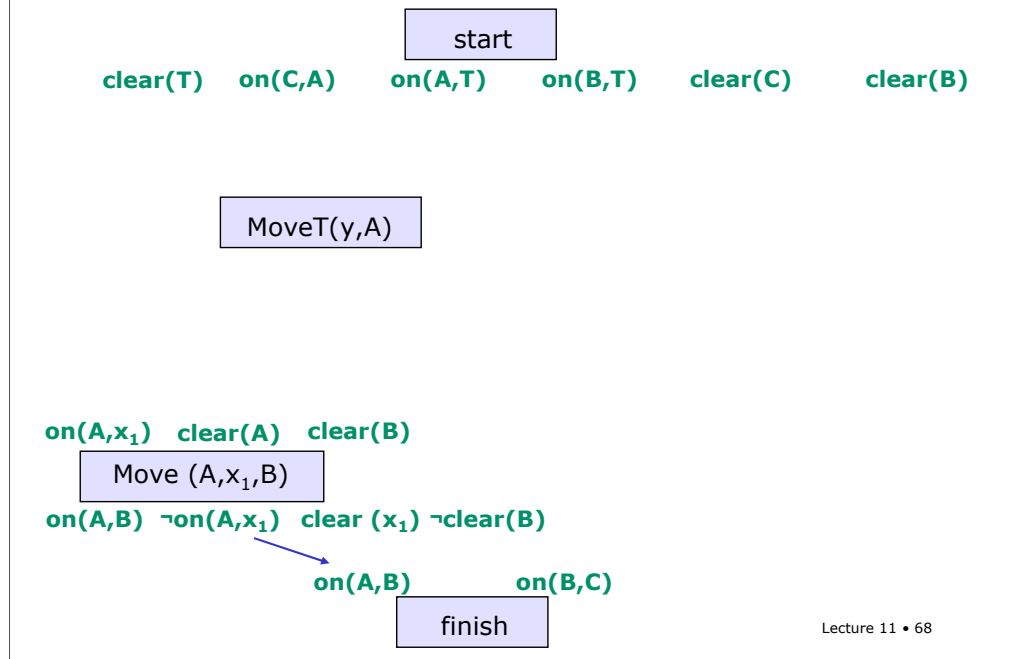 start
clear(T) on(C,A) on(A,T) on(B,T) clear(C) clear(B)
MoveT(y,A)
on(A,x₁) clear(A) clear(B)
Move (A,x₁,B)
on(A,B) ¬on(A,x₁) clear (x₁) ¬clear(B)
on(A,B) on(B,C)
finish
Lecture 11 • 68